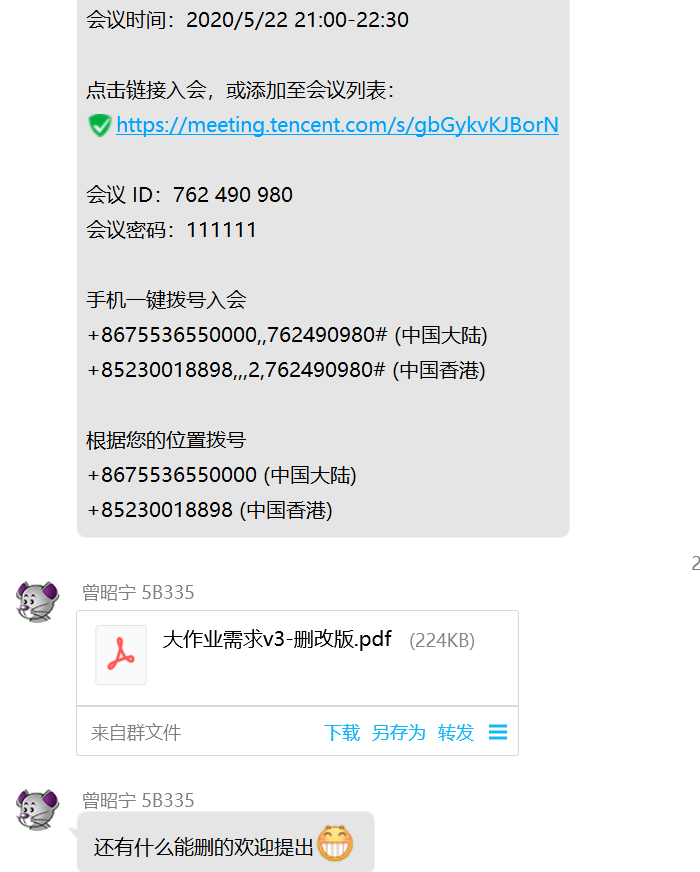 会议时间：2020/5/22 21:00-22:30
点击链接入会，或添加至会议列表：
https://meeting.tencent.com/s/gbGykvKJBorN
会议 ID：762 490 980
会议密码：111111
手机一键拨号入会
+8675536550000,,762490980# (中国大陆)
+85230018898,,,2,762490980# (中国香港)
根据您的位置拨号
+8675536550000 (中国大陆)
+85230018898 (中国香港)
2
曾昭宁 5B335
大作业需求v3-删改版.pdf (224KB)
来自群文件 下载 另存为 转发
曾昭宁 5B335
还有什么能删的欢迎提出